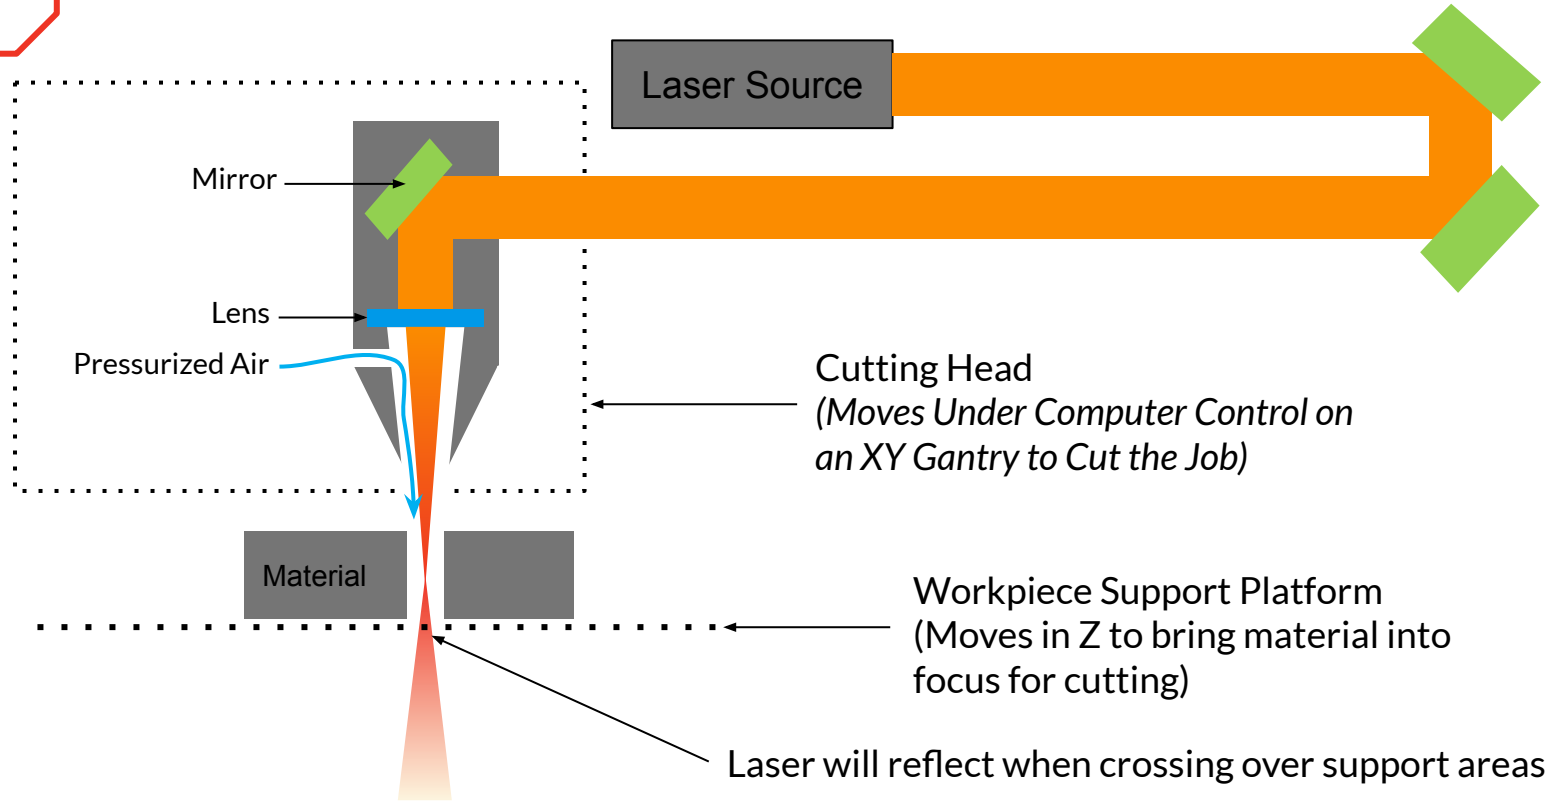 Laser Source
Mirror
Lens
Pressurized Air
Cutting Head
(Moves Under Computer Control on
an XY Gantry to Cut the Job)
Material
Workpiece Support Platform
(Moves in Z to bring material into
focus for cutting)
Laser will reflect when crossing over support areas